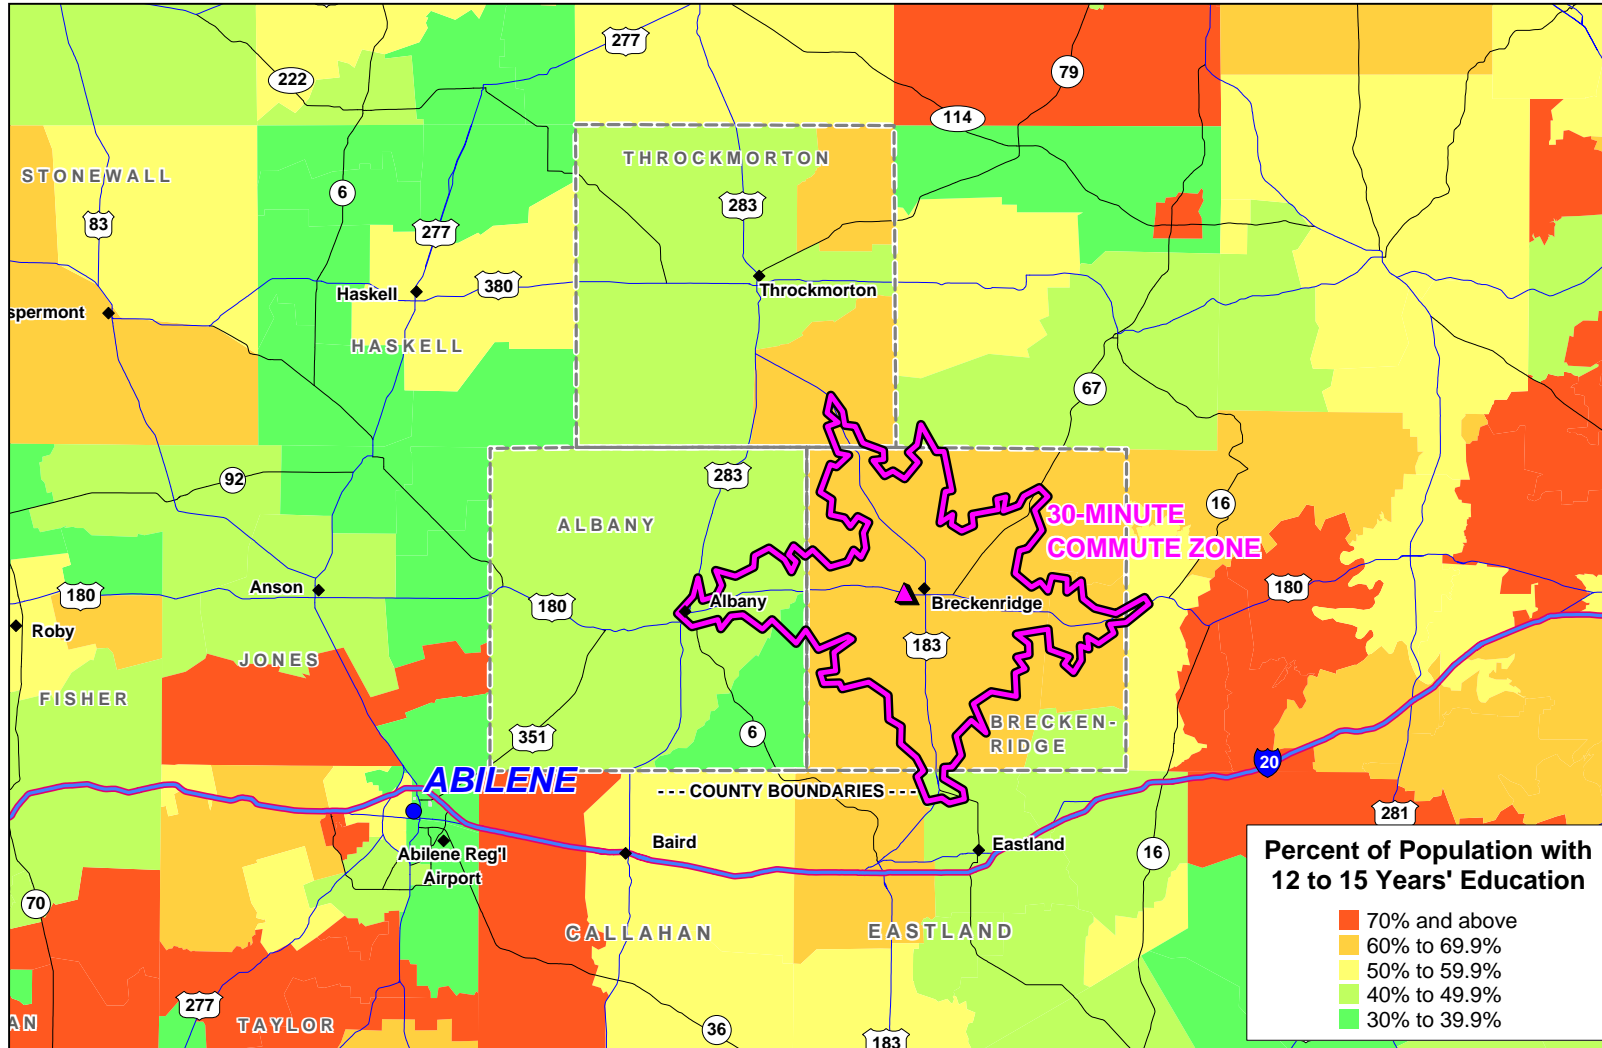 277
222
79
114
THROCKMORTON
STONEWALL
6
283
83
277
380
Haskell
Throckmorton
spermont
HASKELL
67
92
283
16
ALBANY
30-MINUTE
COMMUTE ZONE
Anson
180
180
180
Albany
Breckenridge
Roby
183
JONES
FISHER
BRECKEN-
RIDGE
351
6
20
ABILENE
--- COUNTY BOUNDARIES ---
281
Baird
Eastland
Abilene Reg'l
Airport
16
70
CALLAHAN
EASTLAND
277
AN
TAYLOR
36
183
Percent of Population with
12 to 15 Years' Education
70% and above
60% to 69.9%
50% to 59.9%
40% to 49.9%
30% to 39.9%